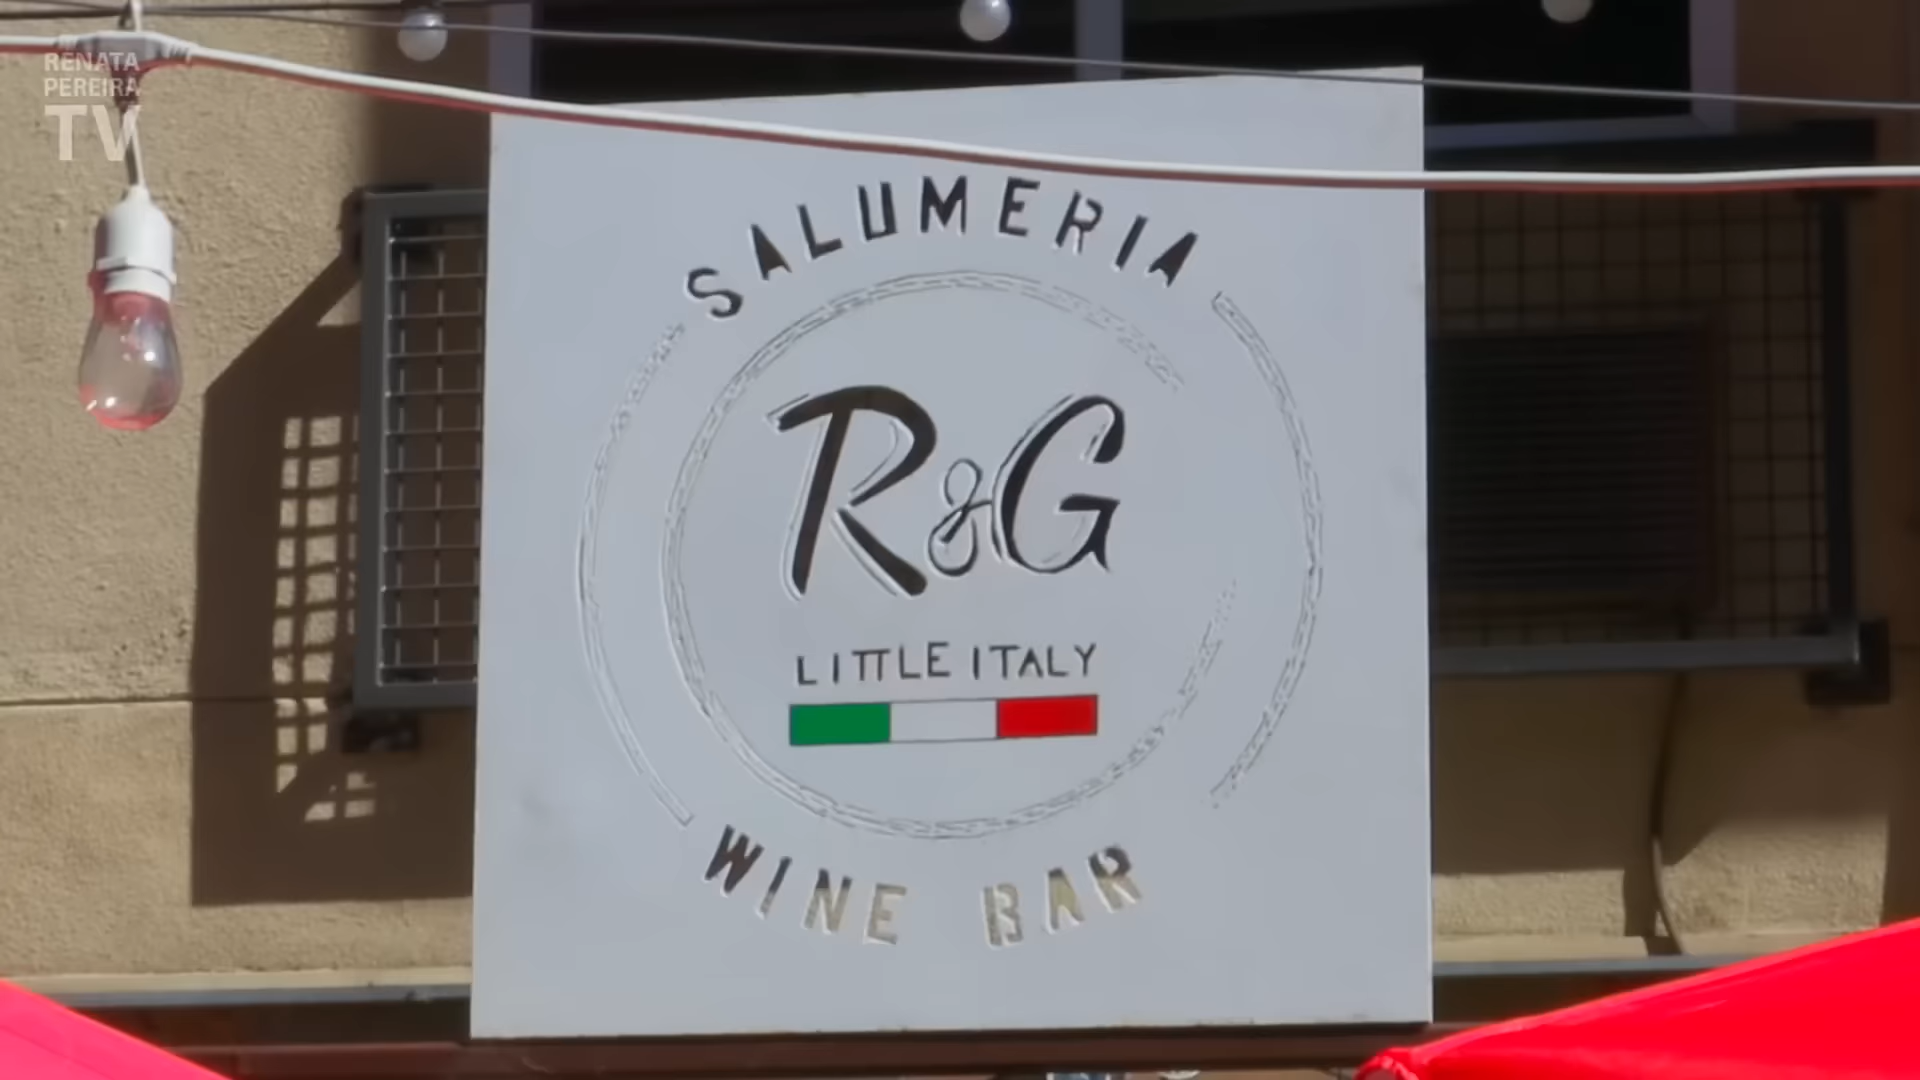 RENATA
PEREIRA
TV
SALUMERIA
R&G
LITTLE ITALY
WINE BAR